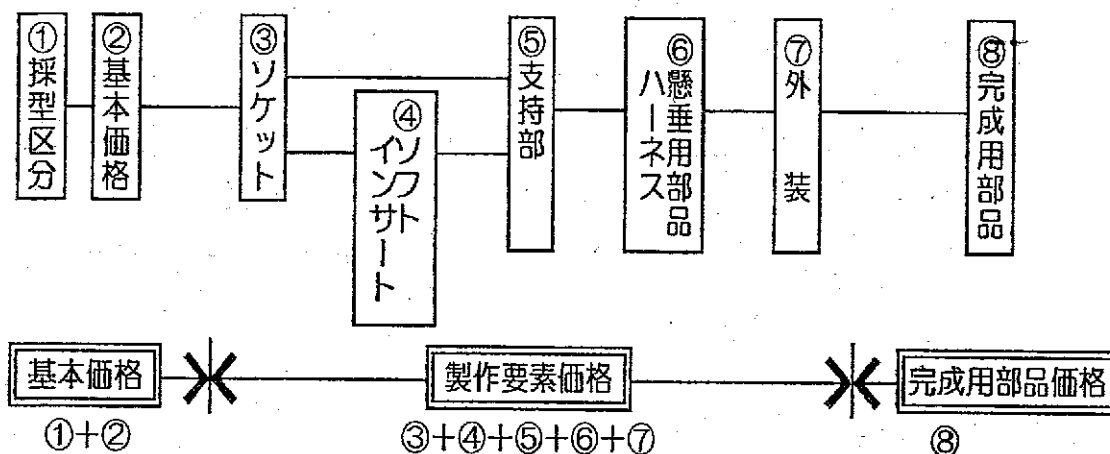 ①採型区分
②基本価格
③ソケット
④ソフト
インサート
⑤支持部
⑥懸垂用部品
ハーネス
⑦外装
⑧完成用部品
基本価格
製作要素価格
完成用部品価格
①+②
③+④+⑤+⑥+⑦
⑧